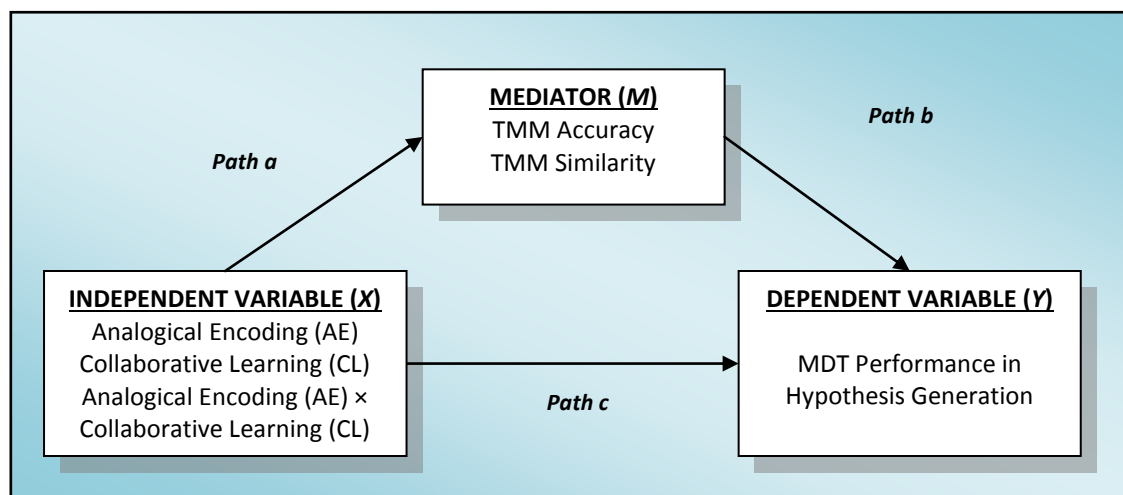 MEDIATOR (M)
TMM Accuracy
TMM Similarity
Path b
Path a
INDEPENDENT VARIABLE (X)
Analogical Encoding (AE)
Collaborative Learning (CL)
Analogical Encoding (AE) ×
Collaborative Learning (CL)
Path c
DEPENDENT VARIABLE (Y)
MDT Performance in
Hypothesis Generation